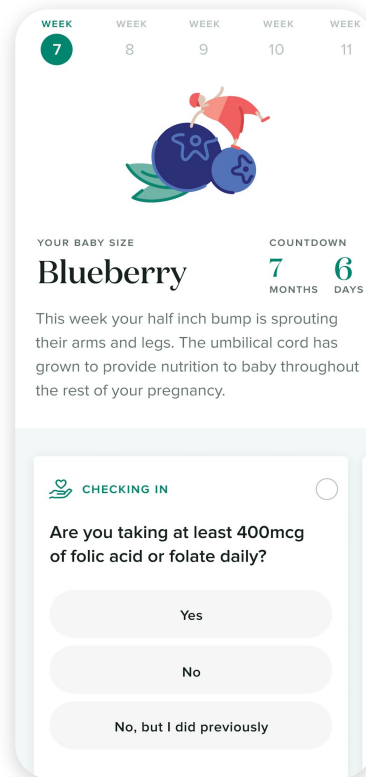 WEEK WEEK WEEK WEEK WEEK
7 8 9 10 11
YOUR BABY SIZE
Blueberry
COUNTDOWN
7 6
MONTHS DAYS
This week your half inch bump is sprouting
their arms and legs. The umbilical cord has
grown to provide nutrition to baby throughout
the rest of your pregnancy.
CHECKING IN
Are you taking at least 400mcg
of folic acid or folate daily?
Yes
No
No, but I did previously